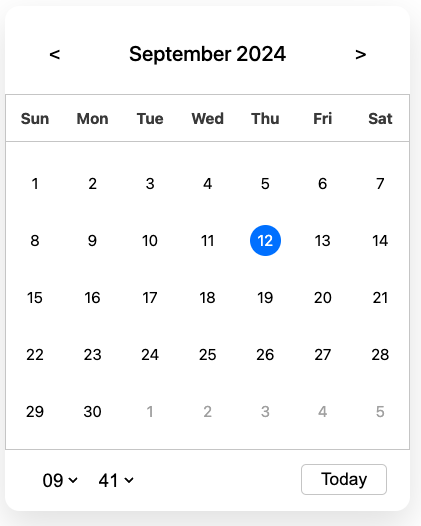 < September 2024 >
Sun Mon Tue Wed Thu Fri Sat
1 2 3 4 5 6 7
8 9 10 11 12 13 14
15 16 17 18 19 20 21
22 23 24 25 26 27 28
29 30 1 2 3 4 5
09 41 Today